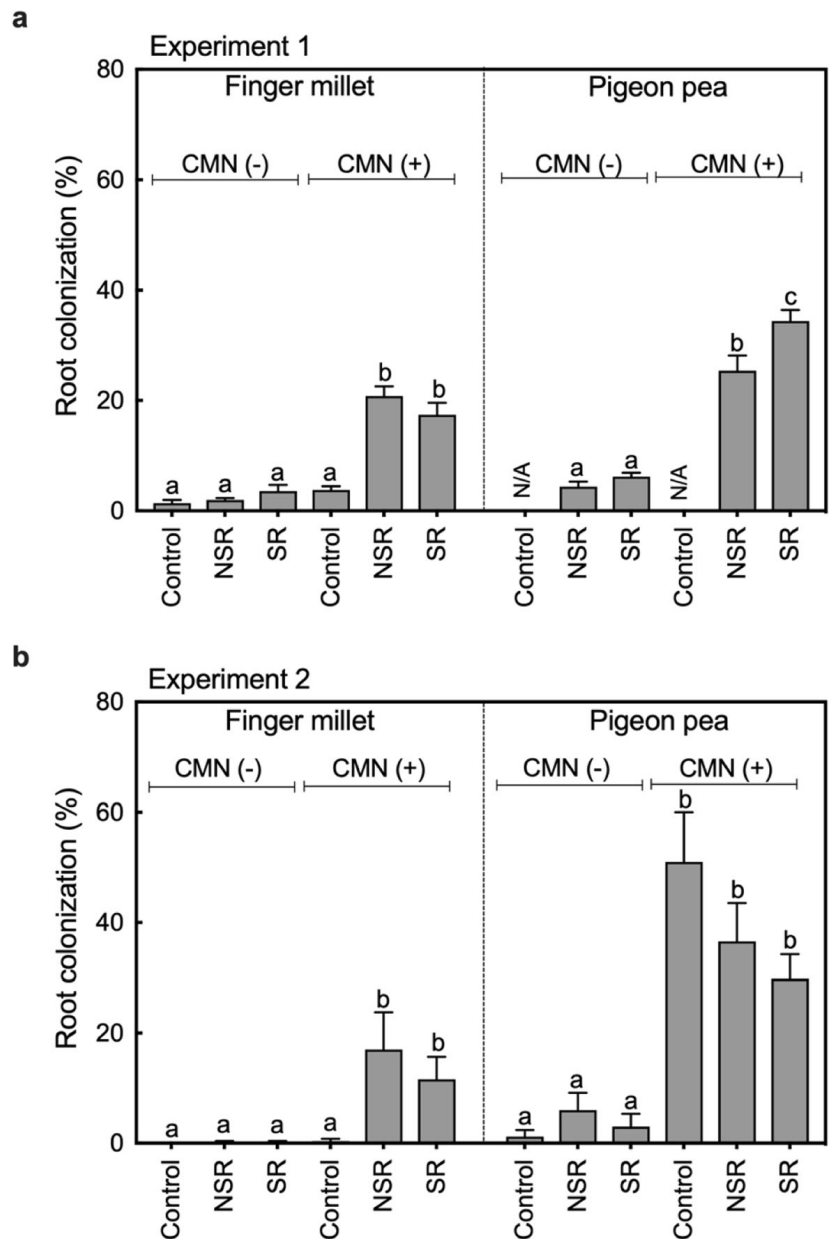 a
Experiment 1
Finger millet Pigeon pea
CMN (-) CMN (+) CMN (-) CMN (+)
Root colonization (%)
80
60
40
20
0
a a a a b b N/A a a N/A b c
Control NSR SR Control NSR SR Control NSR SR Control NSR SR
b
Experiment 2
Finger millet Pigeon pea
CMN (-) CMN (+) CMN (-) CMN (+)
Root colonization (%)
80
60
40
20
0
a a a a b b a a a b b b
Control NSR SR Control NSR SR Control NSR SR Control NSR SR